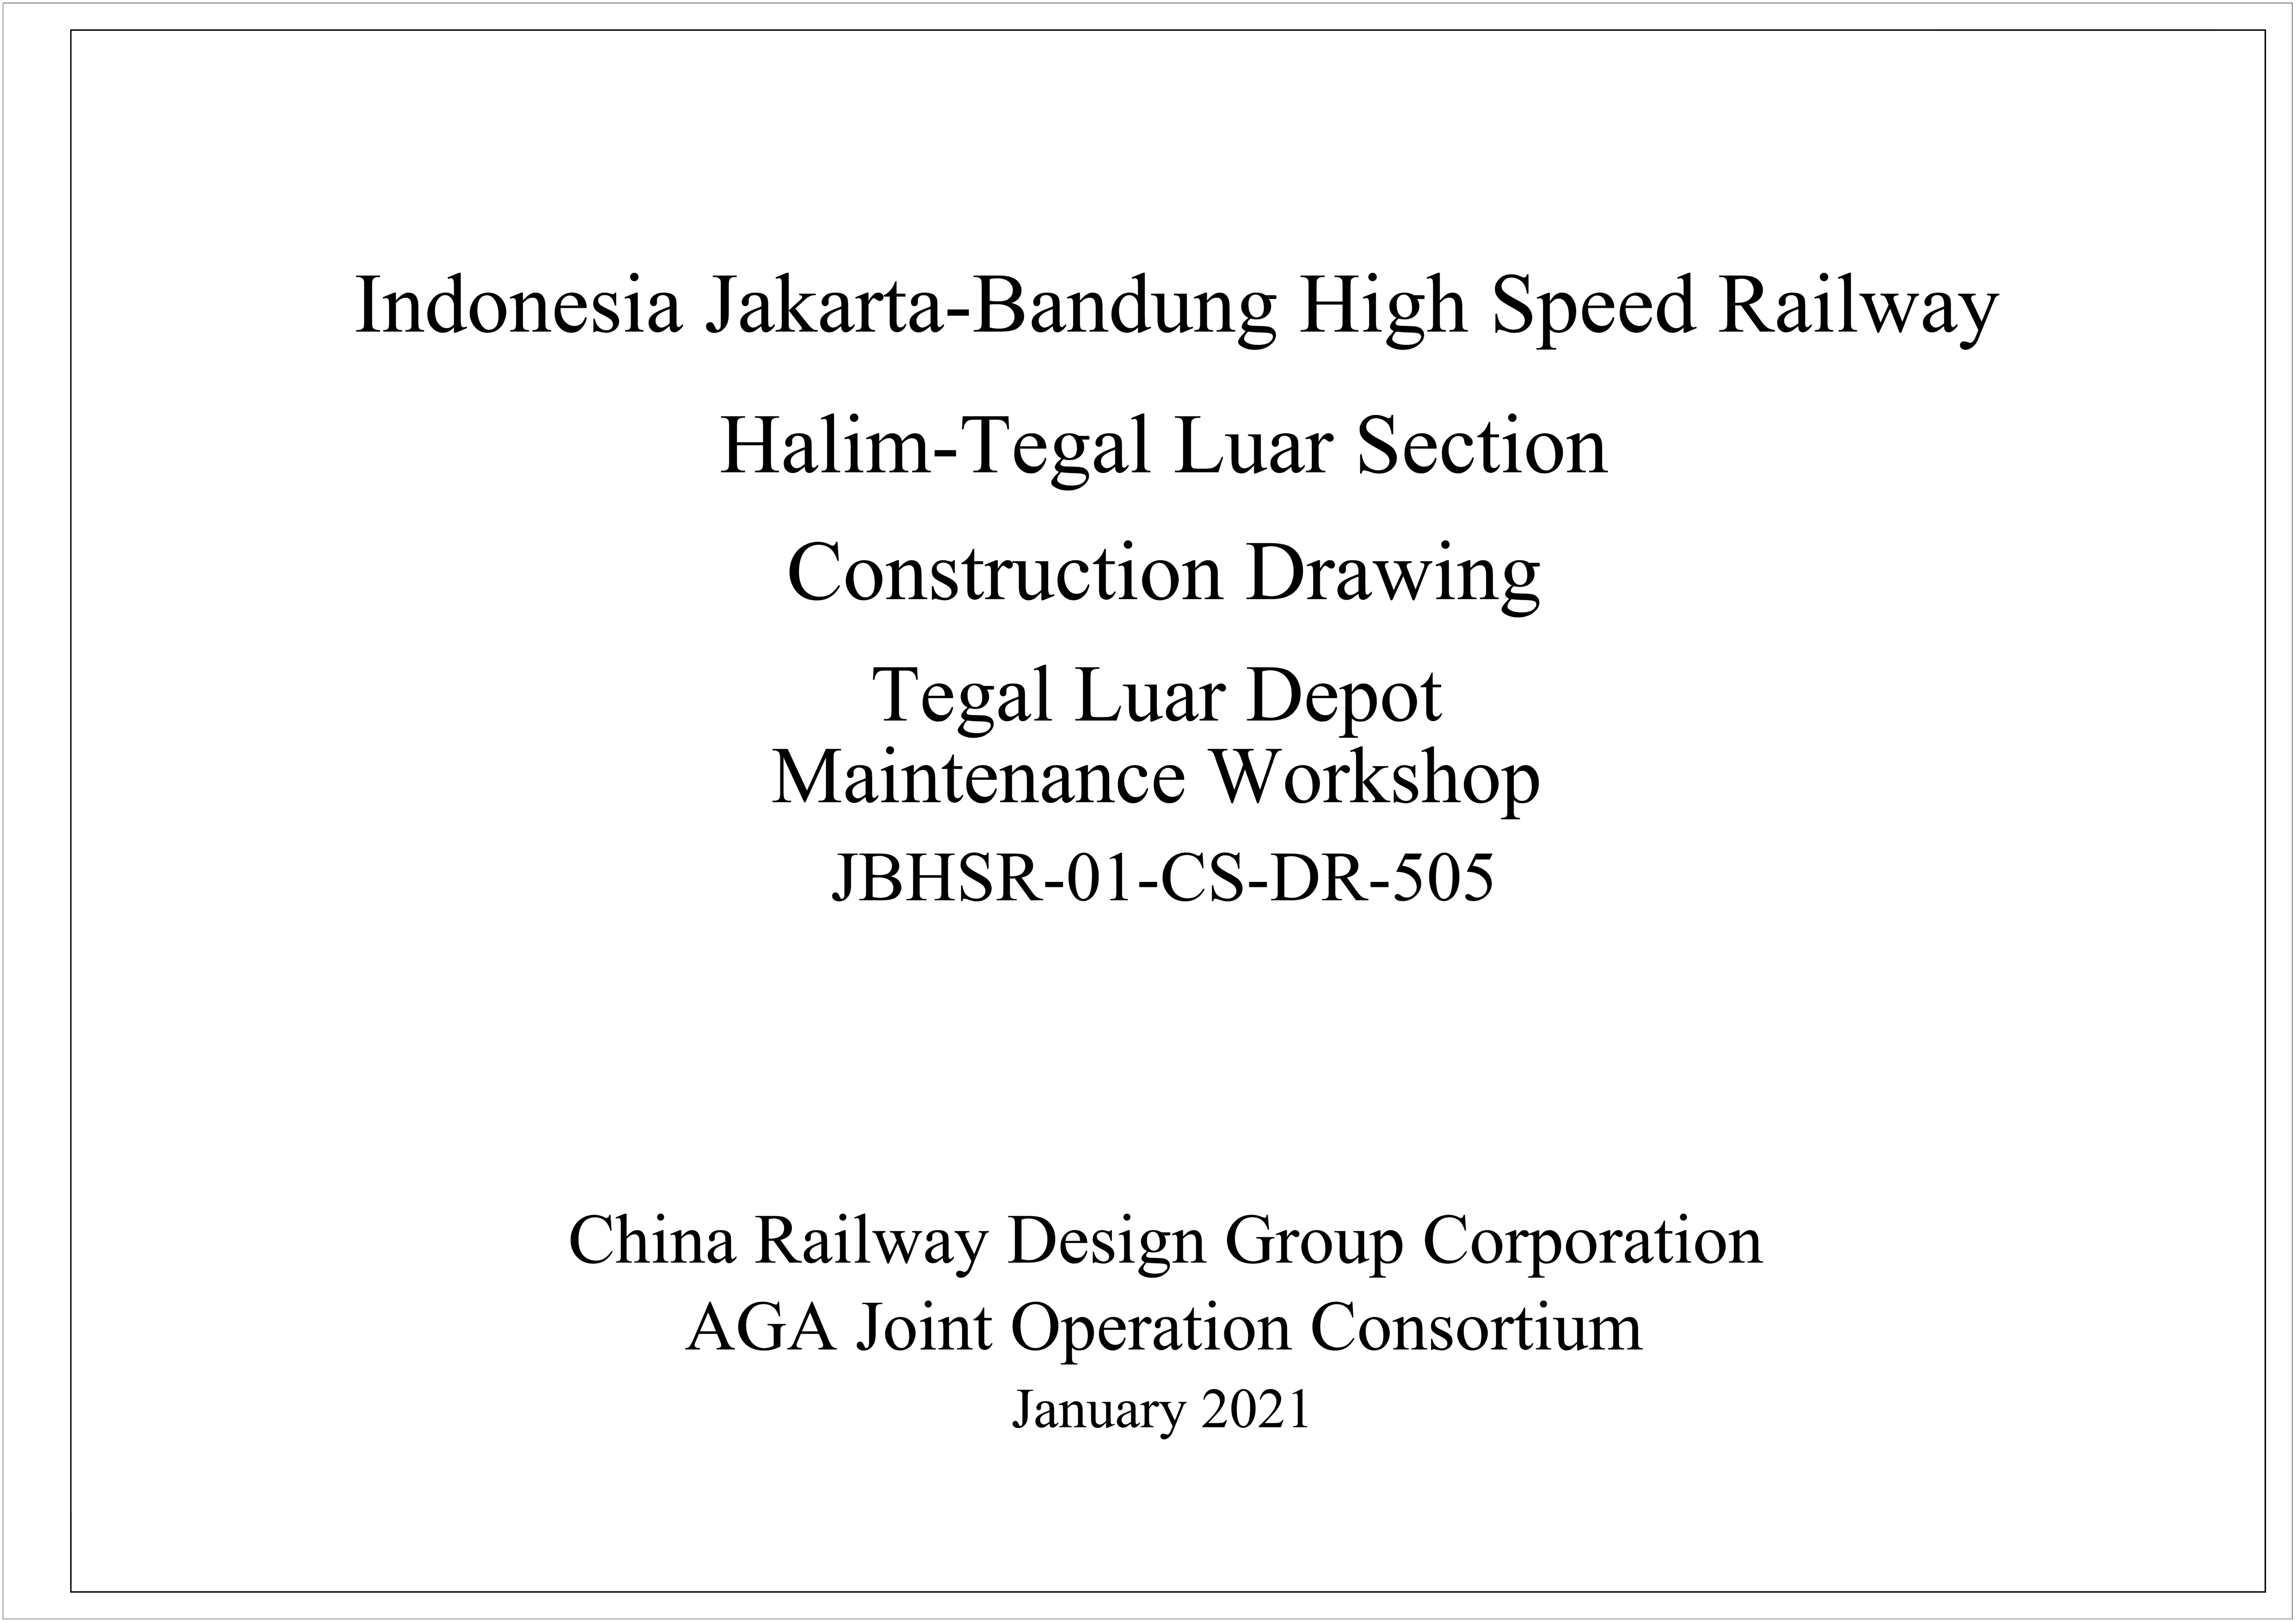 Indonesia Jakarta-Bandung High Speed Railway
Halim-Tegal Luar Section
Construction Drawing
Tegal Luar Depot
Maintenance Workshop
JBHSR-01-CS-DR-505
China Railway Design Group Corporation
AGA Joint Operation Consortium
January 2021